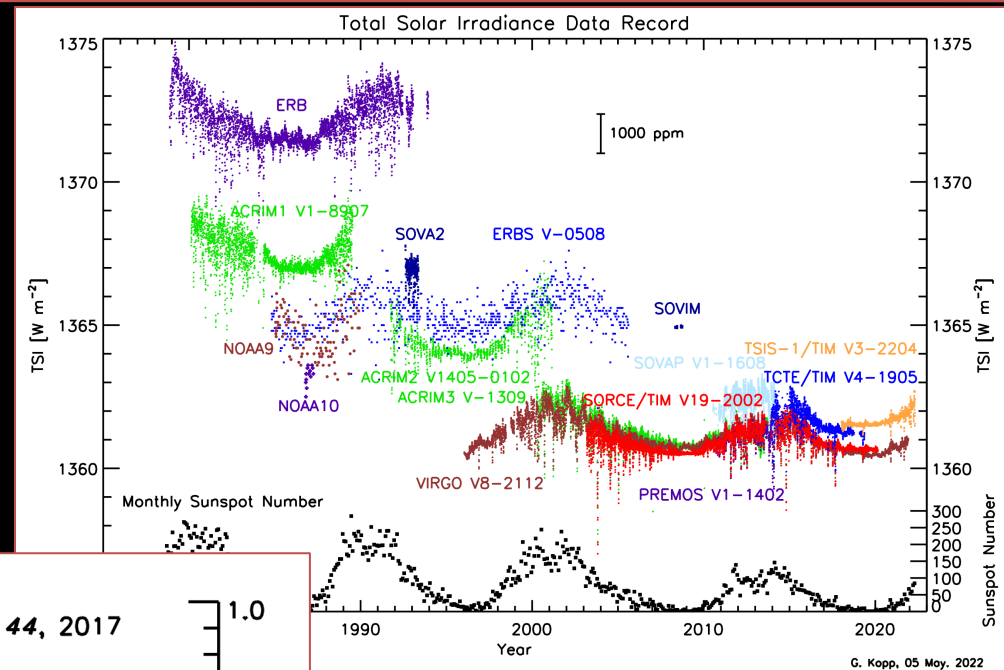 Total Solar Irradiance Data Record
1375
1375
ERB
1000 ppm
1370
1370
ACRIM1 V1-8907
SOVA2
ERBS V-0508
TSI [W m⁻²]
TSI [W m⁻²]
SOVIM
1365
1365
NOAA9
TSIS-1/TIM V3-2204
SOVAP V1-1608
ACRIM2 V1405-0102
TCTE/TIM V4-1905
ACRIM3 V-1309
SORCE/TIM V19-2002
NOAA10
1360
1360
VIRGO V8-2112
PREMOS V1-1402
Monthly Sunspot Number
300
250
200
150
100
50
0
Sunspot Number
1990
2000
2010
2020
Year
G. Kopp, 05 May. 2022
44, 2017
1.0